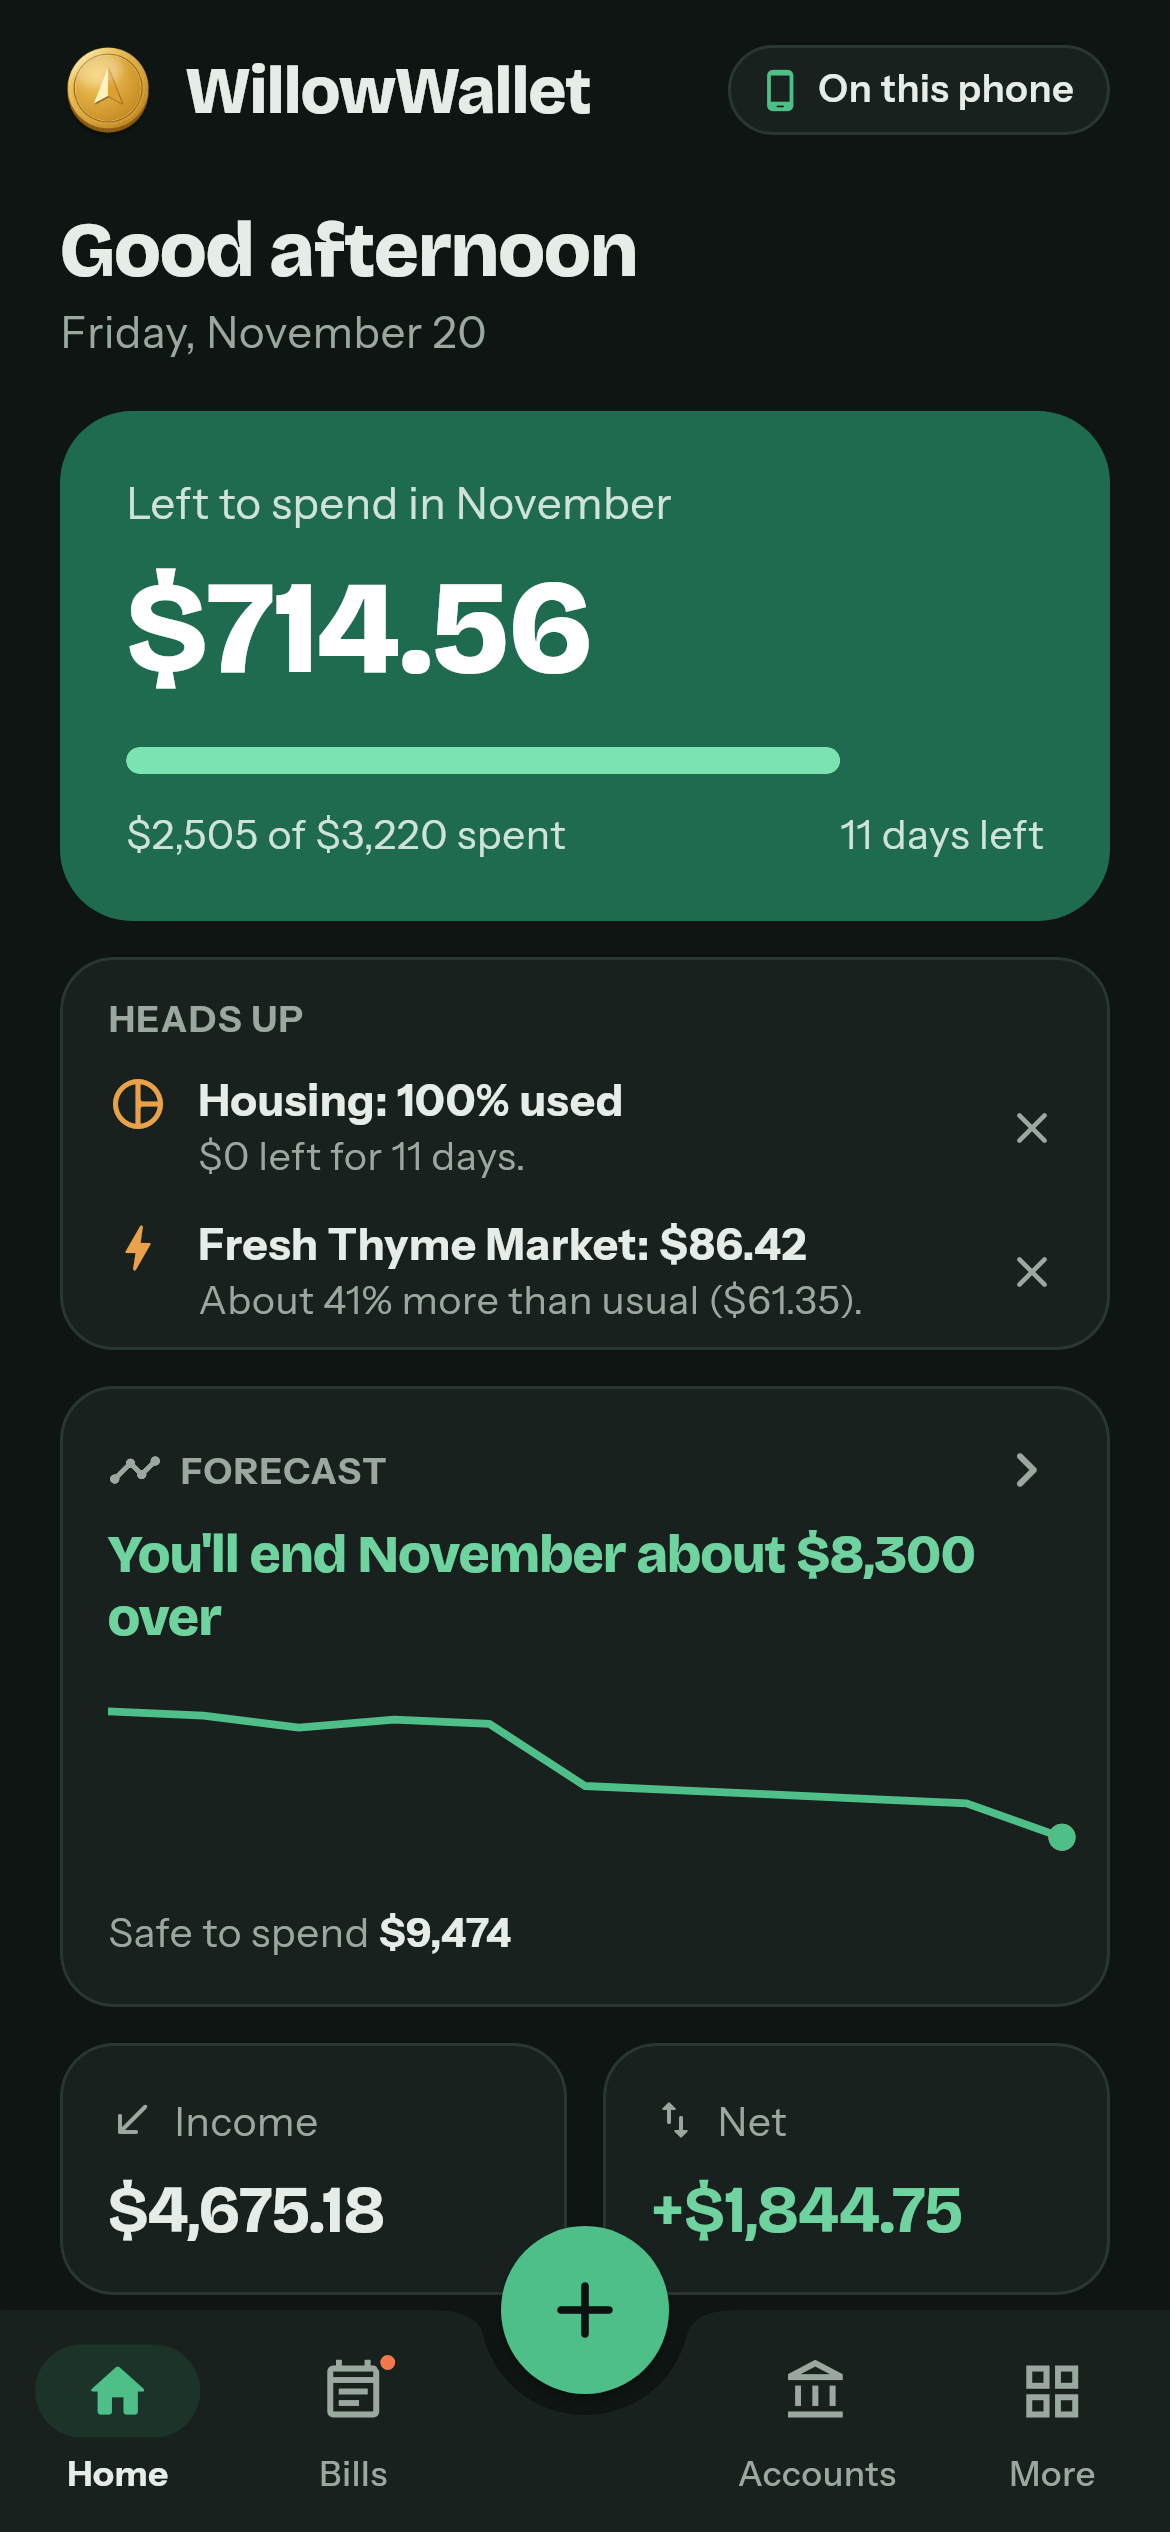 WillowWallet
On this phone
Good afternoon
Friday, November 20
Left to spend in November
$714.56
$2,505 of $3,220 spent
11 days left
HEADS UP
Housing: 100% used
$0 left for 11 days.
Fresh Thyme Market: $86.42
About 41% more than usual ($61.35).
FORECAST
You'll end November about $8,300
over
Safe to spend $9,474
Income
$4,675.18
Net
+$1,844.75
Home
Bills
Accounts
More